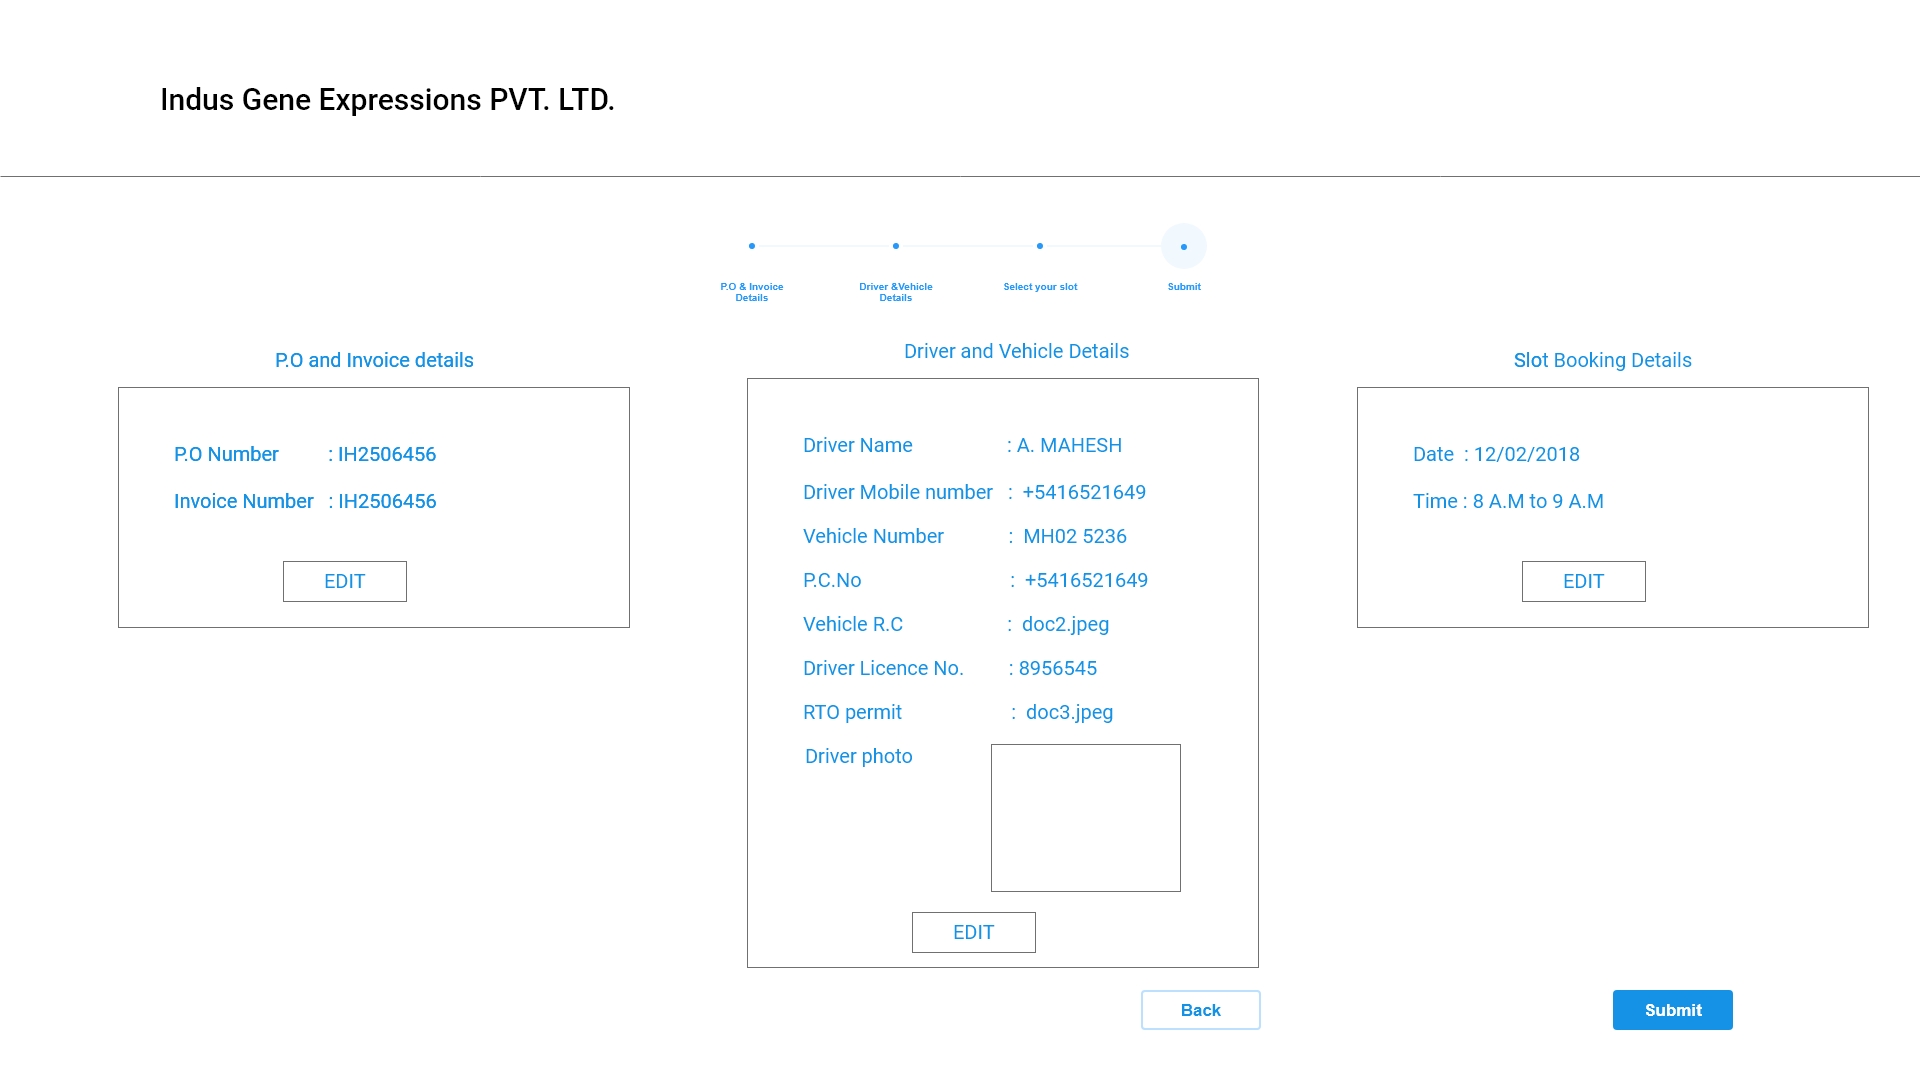 Indus Gene Expressions PVT. LTD.
P.O & Invoice
Details
Driver &Vehicle
Details
Select your slot
Submit
P.O and Invoice details
P.O Number : IH2506456
Invoice Number : IH2506456
EDIT
Driver and Vehicle Details
Driver Name : A. MAHESH
Driver Mobile number : +5416521649
Vehicle Number : MH02 5236
P.C.No : +5416521649
Vehicle R.C : doc2.jpeg
Driver Licence No. : 8956545
RTO permit : doc3.jpeg
Driver photo
EDIT
Slot Booking Details
Date : 12/02/2018
Time : 8 A.M to 9 A.M
EDIT
Back
Submit